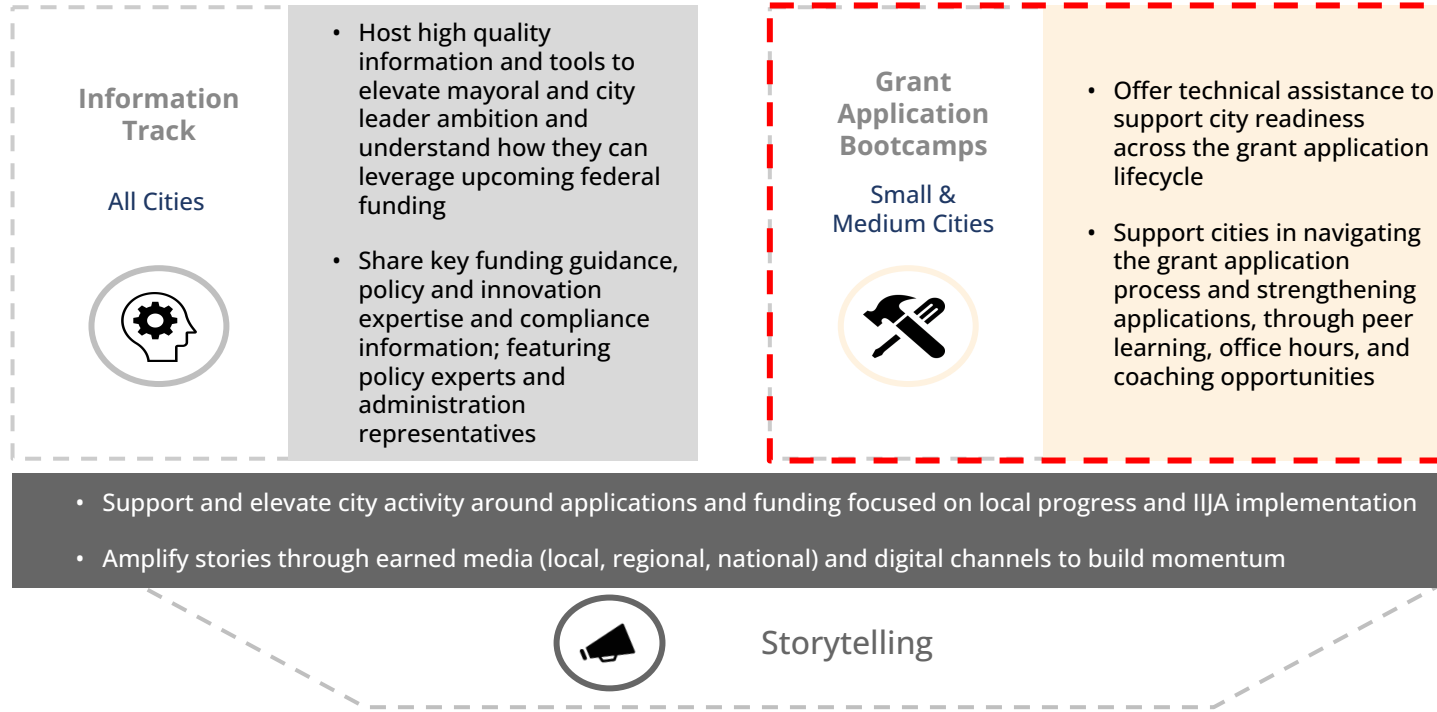 Information
Track
All Cities
• Host high quality
information and tools to
elevate mayoral and city
leader ambition and
understand how they can
leverage upcoming federal
funding
• Share key funding guidance,
policy and innovation
expertise and compliance
information; featuring
policy experts and
administration
representatives
Grant
Application
Bootcamps
Small &
Medium Cities
• Offer technical assistance to
support city readiness
across the grant application
lifecycle
• Support cities in navigating
the grant application
process and strengthening
applications, through peer
learning, office hours, and
coaching opportunities
• Support and elevate city activity around applications and funding focused on local progress and IIJA implementation
• Amplify stories through earned media (local, regional, national) and digital channels to build momentum
Storytelling